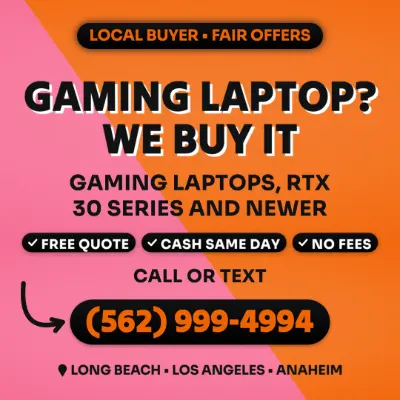 LOCAL BUYER • FAIR OFFERS
GAMING LAPTOP?
WE BUY IT
GAMING LAPTOPS, RTX
30 SERIES AND NEWER
✓ FREE QUOTE ✓ CASH SAME DAY ✓ NO FEES
CALL OR TEXT
(562) 999-4994
LONG BEACH • LOS ANGELES • ANAHEIM